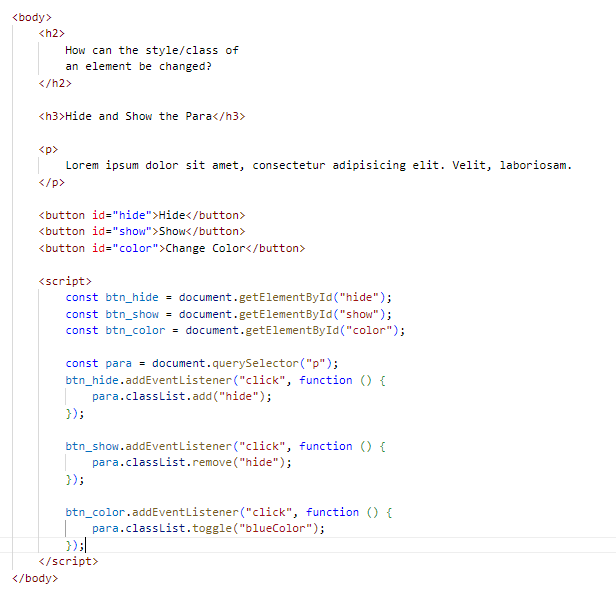 <body>
<h2>
How can the style/class of
an element be changed?
</h2>
<h3>Hide and Show the Para</h3>
<p>
Lorem ipsum dolor sit amet, consectetur adipisicing elit. Velit, laboriosam.
</p>
<button id="hide">Hide</button>
<button id="show">Show</button>
<button id="color">Change Color</button>
<script>
const btn_hide = document.getElementById("hide");
const btn_show = document.getElementById("show");
const btn_color = document.getElementById("color");
const para = document.querySelector("p");
btn_hide.addEventListener("click", function () {
para.classList.add("hide");
});
btn_show.addEventListener("click", function () {
para.classList.remove("hide");
});
btn_color.addEventListener("click", function () {
para.classList.toggle("blueColor");
});
</script>
</body>